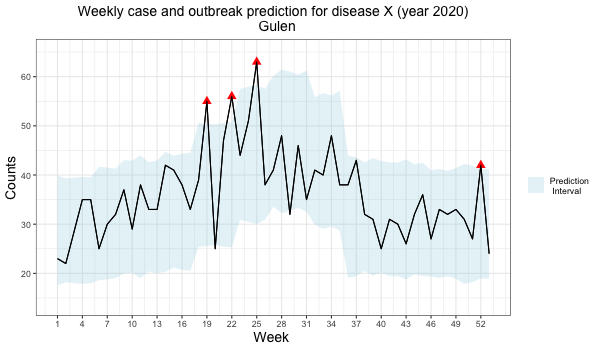 Weekly case and outbreak prediction for disease X (year 2020)
Gulen
60
50
40
30
20
Counts
1 4 7 10 13 16 19 22 25 28 31 34 37 40 43 46 49 52
Week
Prediction
Interval